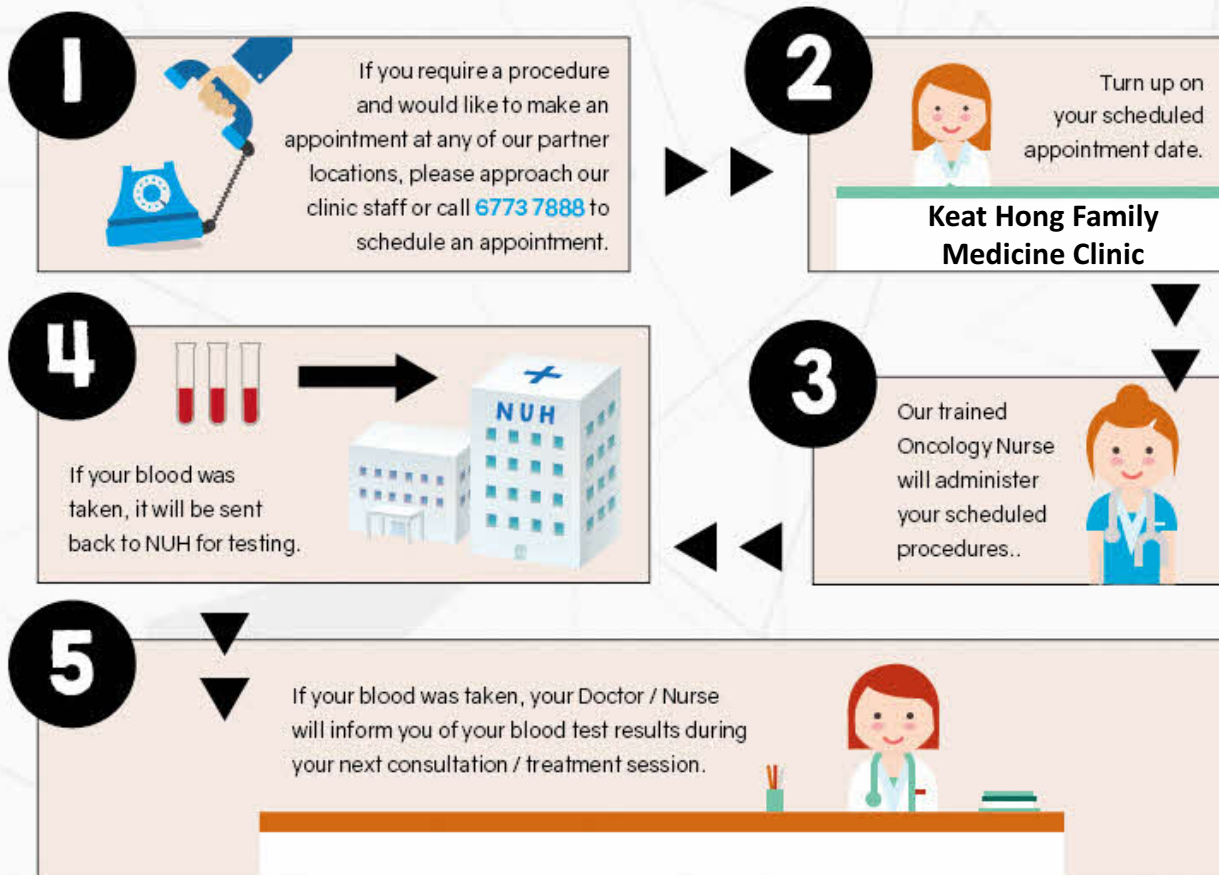 1
If you require a procedure
and would like to make an
appointment at any of our partner
locations, please approach our
clinic staff or call 6773 7888 to
schedule an appointment.
2
Turn up on
your scheduled
appointment date.
Keat Hong Family
Medicine Clinic
3
Our trained
Oncology Nurse
will administer
your scheduled
procedures..
4
NUH
If your blood was
taken, it will be sent
back to NUH for testing.
5
If your blood was taken, your Doctor / Nurse
will inform you of your blood test results during
your next consultation / treatment session.